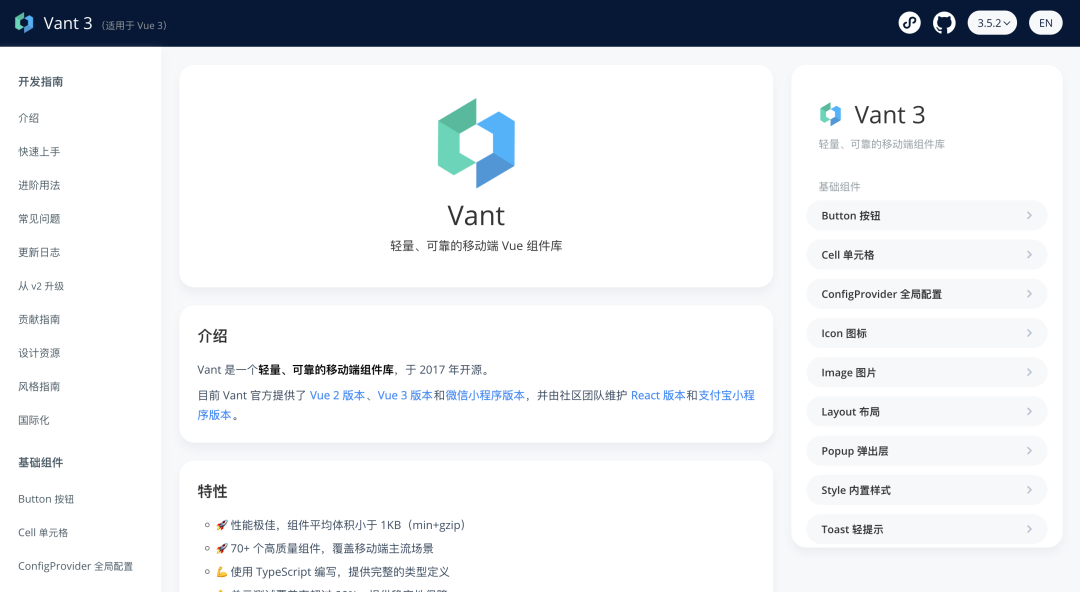 Vant 3 (适用于 Vue 3)
3.5.2
EN
开发指南
介绍
快速上手
进阶用法
常见问题
更新日志
从 v2 升级
贡献指南
设计资源
风格指南
国际化
基础组件
Button 按钮
Cell 单元格
ConfigProvider 全局配置
Vant
轻量、可靠的移动端 Vue 组件库
介绍
Vant 是一个轻量、可靠的移动端组件库，于 2017 年开源。
目前 Vant 官方提供了 Vue 2 版本、Vue 3 版本和微信小程序版本，并由社区团队维护 React 版本和支付宝小程
序版本。
特性
🚀 性能极佳，组件平均体积小于 1KB（min+gzip）
🚀 70+ 个高质量组件，覆盖移动端主流场景
💪 使用 TypeScript 编写，提供完整的类型定义
Vant 3
轻量、可靠的移动端组件库
基础组件
Button 按钮
Cell 单元格
ConfigProvider 全局配置
Icon 图标
Image 图片
Layout 布局
Popup 弹出层
Style 内置样式
Toast 轻提示